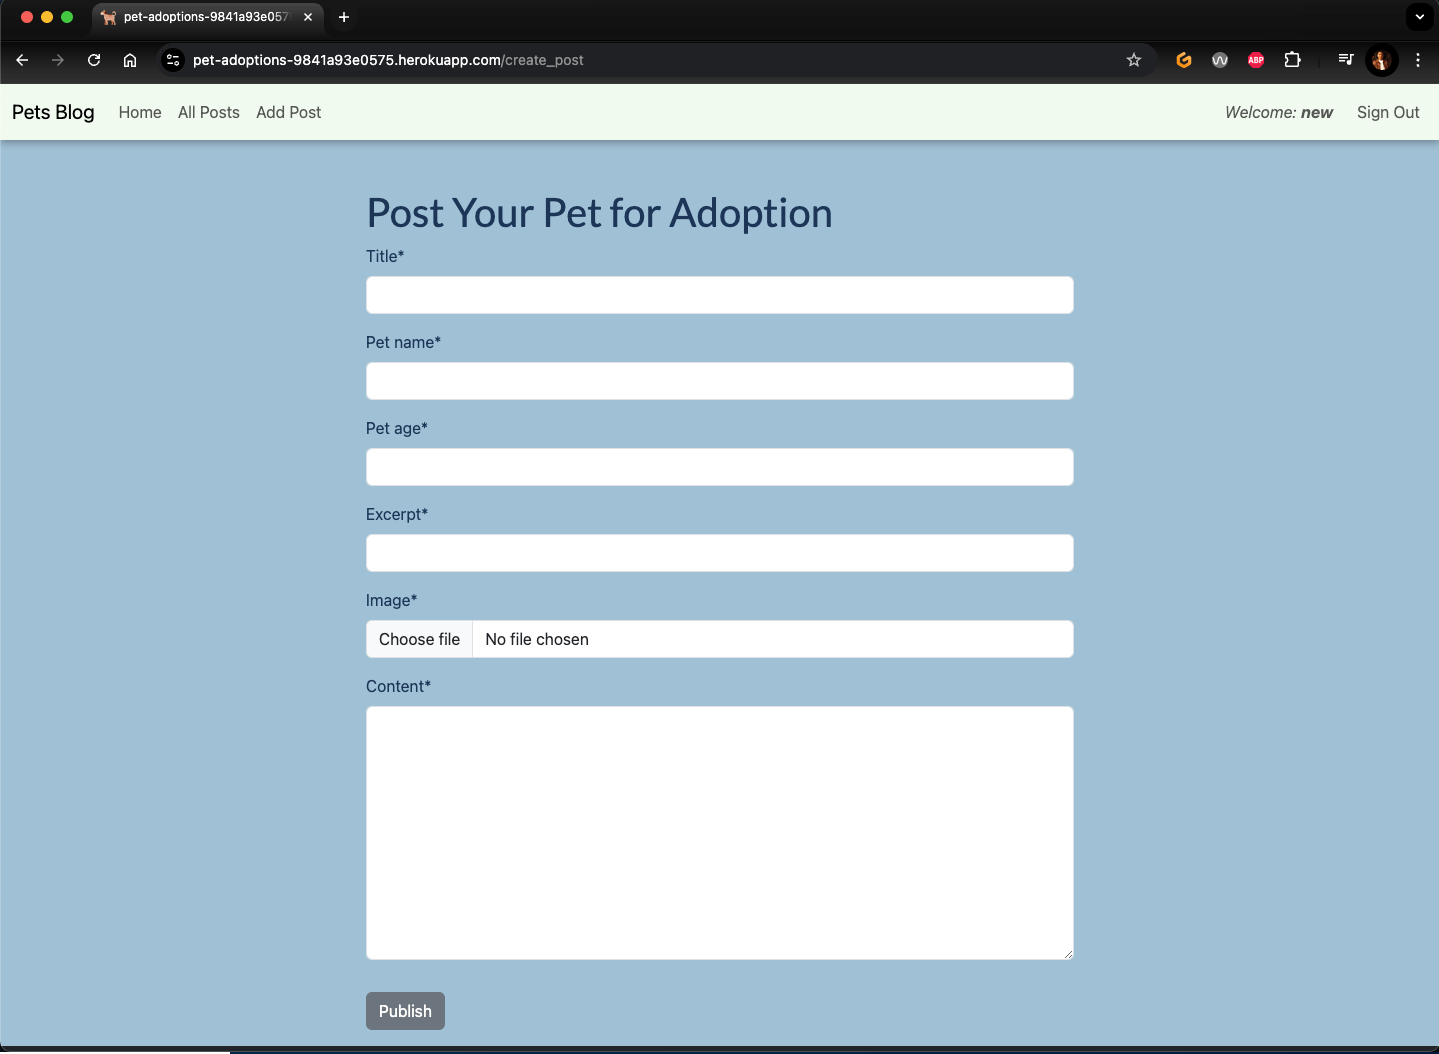 pet-adoptions-9841a93e057
pet-adoptions-9841a93e0575.herokuapp.com/create_post
ABP
Pets Blog Home All Posts Add Post Welcome: new Sign Out
Post Your Pet for Adoption
Title*
Pet name*
Pet age*
Excerpt*
Image*
Choose file No file chosen
Content*
Publish